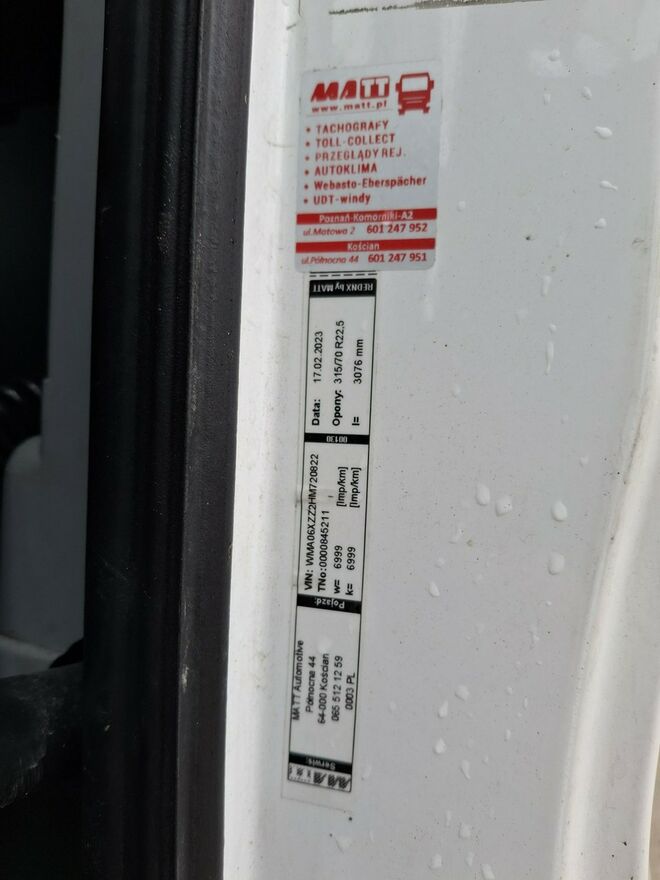 MATT
www.matt.pl
• TACHOGRAFY
• TOLL-COLLECT
• PRZEGLĄDY REJ.
• AUTOKLIMA
• Webasto-Eberspächer
• UDT-windy
Poznań-Komorniki-A2
ul.Matowa 2 601 247 952
Kościan
ul.Północna 44 601 247 951
Serwis:
MATT Automotive
Północna 44
64-000 Kościan
065 512 12 59
0003 PL
Pojazd:
VIN: WMA06XZZ2HM720822
TNo:0000845211
w= 6999 [Imp/km]
k= 6999 [Imp/km]
00130
Data: 17.02.2023
Opony: 315/70 R22,5
l= 3076 mm
REDNX by MATT